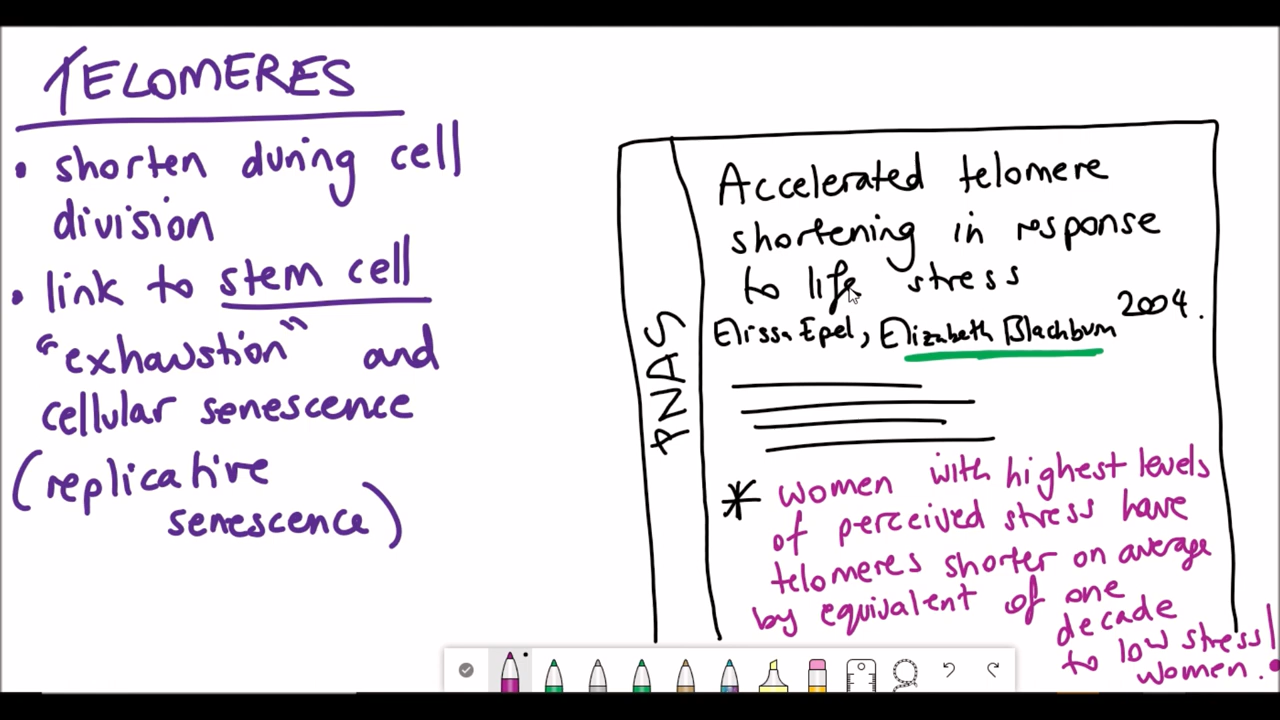 TELOMERES
• shorten during cell
division
• link to stem cell
"exhaustion" and
cellular senescence
(replicative
senescence)
PNAS
Accelerated telomere
shortening in response
to life stress
Elissa Epel, Elizabeth Blackburn 2004.
* women with highest levels
of perceived stress have
telomeres shorter on average
by equivalent of one
decade
to low stress!
women.